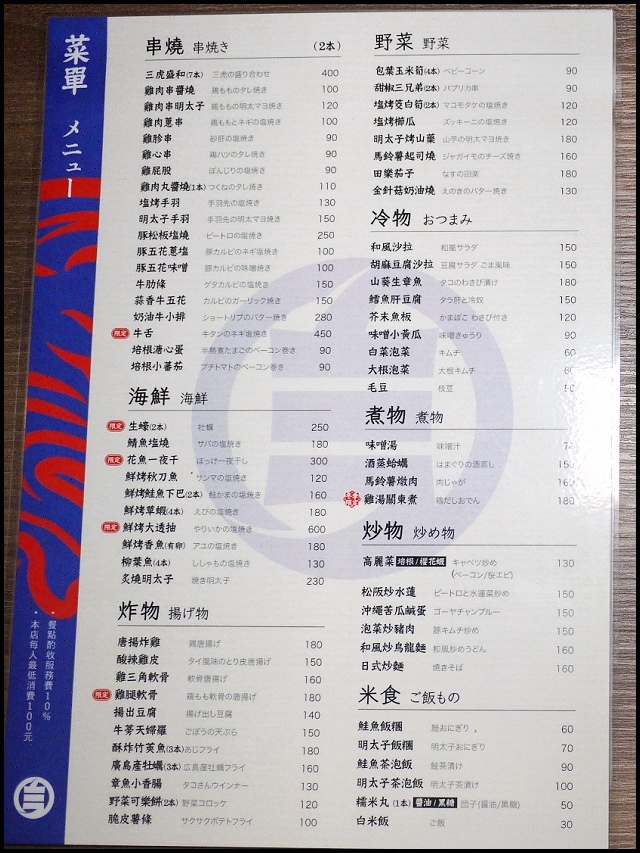 菜單 メニュー
餐點酌收服務費10%
本店每人最低消費100元
串燒 串焼き (2本)
三虎盛和(7本) 三虎の盛り合わせ 400
雞肉串醬燒 鶏もものタレ焼き 100
雞肉串明太子 鶏ももの明太マヨ焼き 120
雞肉蔥串 鶏ももとネギの塩焼き 100
雞胗串 砂肝の塩焼き 90
雞心串 鶏ハツのタレ焼き 90
雞屁股 ぼんじりの塩焼き 90
雞肉丸醬燒(1本) つくねのタレ焼き 110
塩烤手羽 手羽先の塩焼き 130
明太子手羽 手羽先の明太マヨ焼き 150
豚松板塩燒 ピートロの塩焼き 250
豚五花蔥塩 豚カルビのネギ塩焼き 100
豚五花味噌 豚カルビの味噌焼き 100
牛肋條 ゲタカルビの塩焼き 150
蒜香牛五花 カルビのガーリック焼き 150
奶油牛小排 ショートリブのバター焼き 280
限定 牛舌 牛タンのネギ塩焼き 450
培根溏心蛋 半熟煮たまごのベーコン巻き 90
培根小蕃茄 プチトマトのベーコン巻き 90
海鮮 海鮮
限定 生蠔(2本) 牡蠣 250
鯖魚塩燒 サバの塩焼き 180
限定 花魚一夜干 ほっけ一夜干し 300
鮮烤秋刀魚 サンマの塩焼き 120
鮮烤鮭魚下巴(2本) 鮭かまの塩焼き 160
鮮烤草蝦(4本) えびの塩焼き 180
限定 鮮烤大透抽 やりいかの塩焼き 600
鮮烤香魚(有卵) アユの塩焼き 180
柳葉魚(4本) ししゃもの塩焼き 130
炙燒明太子 焼き明太子 230
炸物 揚げ物
唐揚炸雞 鶏唐揚げ 180
酸辣雞皮 タイ風味のとり皮唐揚げ 150
雞三角軟骨 軟骨唐揚げ 160
限定 雞腿軟骨 鶏もも軟骨の唐揚げ 180
揚出豆腐 揚げ出し豆腐 140
牛蒡天婦羅 ごぼうの天ぷら 150
酥炸竹莢魚(3本) あじフライ 180
廣島產牡蠣(3本) 広島産牡蠣フライ 160
章魚小香腸 タコさんウインナー 130
野菜可樂餅(2本) 野菜コロッケ 120
脆皮薯條 サクサクポテトフライ 100
野菜 野菜
包葉玉米筍(4本) ベビーコーン 90
甜椒三兄弟(2本) パプリカ串 90
塩烤筊白筍(2本) マコモタケの塩焼き 120
塩烤櫛瓜 ズッキーニの塩焼き 120
明太子烤山藥 山芋の明太マヨ焼き 180
馬鈴薯起司燒 ジャガイモのチーズ焼き 160
田樂茄子 なすの田楽 180
金針菇奶油燒 えのきのバター焼き 130
冷物 おつまみ
和風沙拉 和風サラダ 150
胡麻豆腐沙拉 豆腐サラダ ごま風味 150
山葵生章魚 タコのわさび漬け 180
鱈魚肝豆腐 タラ肝と冷奴 150
芥末魚板 かまぼこ わさび付き 120
味噌小黃瓜 味噌きゅうり 90
白菜泡菜 キムチ 60
大根泡菜 大根キムチ 60
毛豆 枝豆 50
煮物 煮物
味噌湯 味噌汁
酒蒸蛤蠣 はまぐりの酒蒸し 150
馬鈴薯燉肉 肉じゃが 160
雞湯關東煮 鶏だしおでん 180
炒物 炒め物
高麗菜 培根/櫻花蝦 キャベツ炒め 130
(ベーコン/桜エビ)
松阪炒水蓮 ピートロと水蓮菜炒め 150
沖繩苦瓜鹹蛋 ゴーヤチャンプルー 150
泡菜炒豬肉 豚キムチ炒め 150
和風炒烏龍麵 和風炒めうどん 160
日式炒麵 焼きそば 160
米食 ご飯もの
鮭魚飯糰 鮭おにぎり 60
明太子飯糰 明太子おにぎり 70
鮭魚茶泡飯 鮭茶漬け 90
明太子茶泡飯 明太子茶漬け 100
糯米丸(1本) 醬油/黑糖 団子(醤油/黒糖) 50
白米飯 ご飯 30